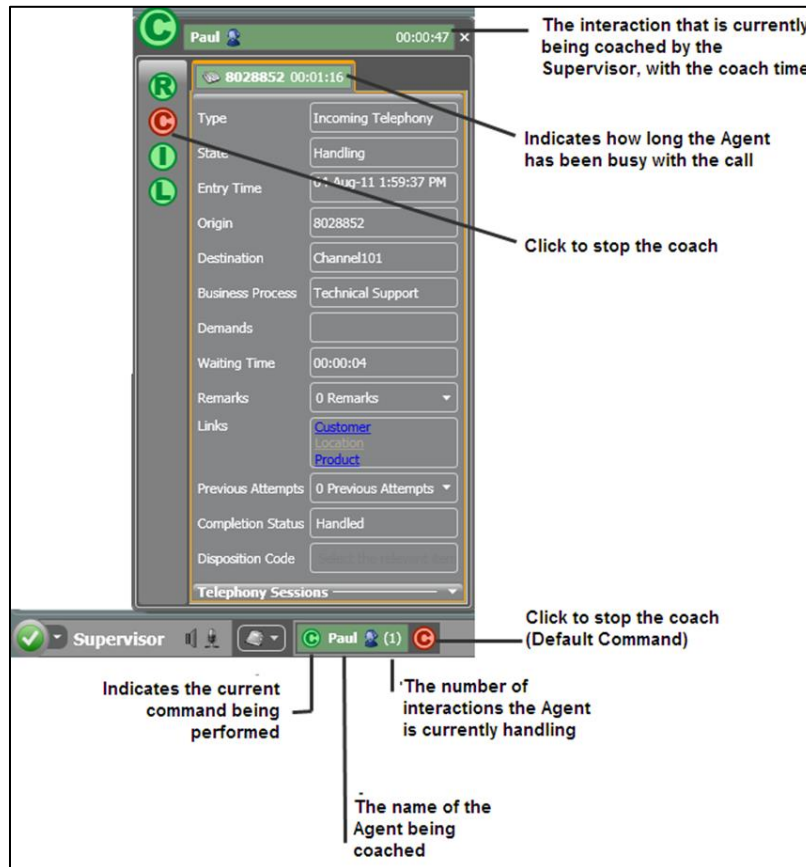 C
Paul
00:00:47
×
The interaction that is currently
being coached by the
Supervisor, with the coach time
R
C
I
L
8028852 00:01:16
Indicates how long the Agent
has been busy with the call
Type
Incoming Telephony
State
Handling
Entry Time
04-Aug-11 1:59:37 PM
Origin
8028852
Click to stop the coach
Destination
Channel101
Business Process
Technical Support
Demands
Waiting Time
00:00:04
Remarks
0 Remarks
Links
Customer
Location
Product
Previous Attempts
0 Previous Attempts
Completion Status
Handled
Disposition Code
Select the relevant
Telephony Sessions
Click to stop the coach
(Default Command)
Supervisor
C Paul (1) C
Indicates the current
command being
performed
The number of
interactions the Agent
is currently handling
The name of the
Agent being
coached